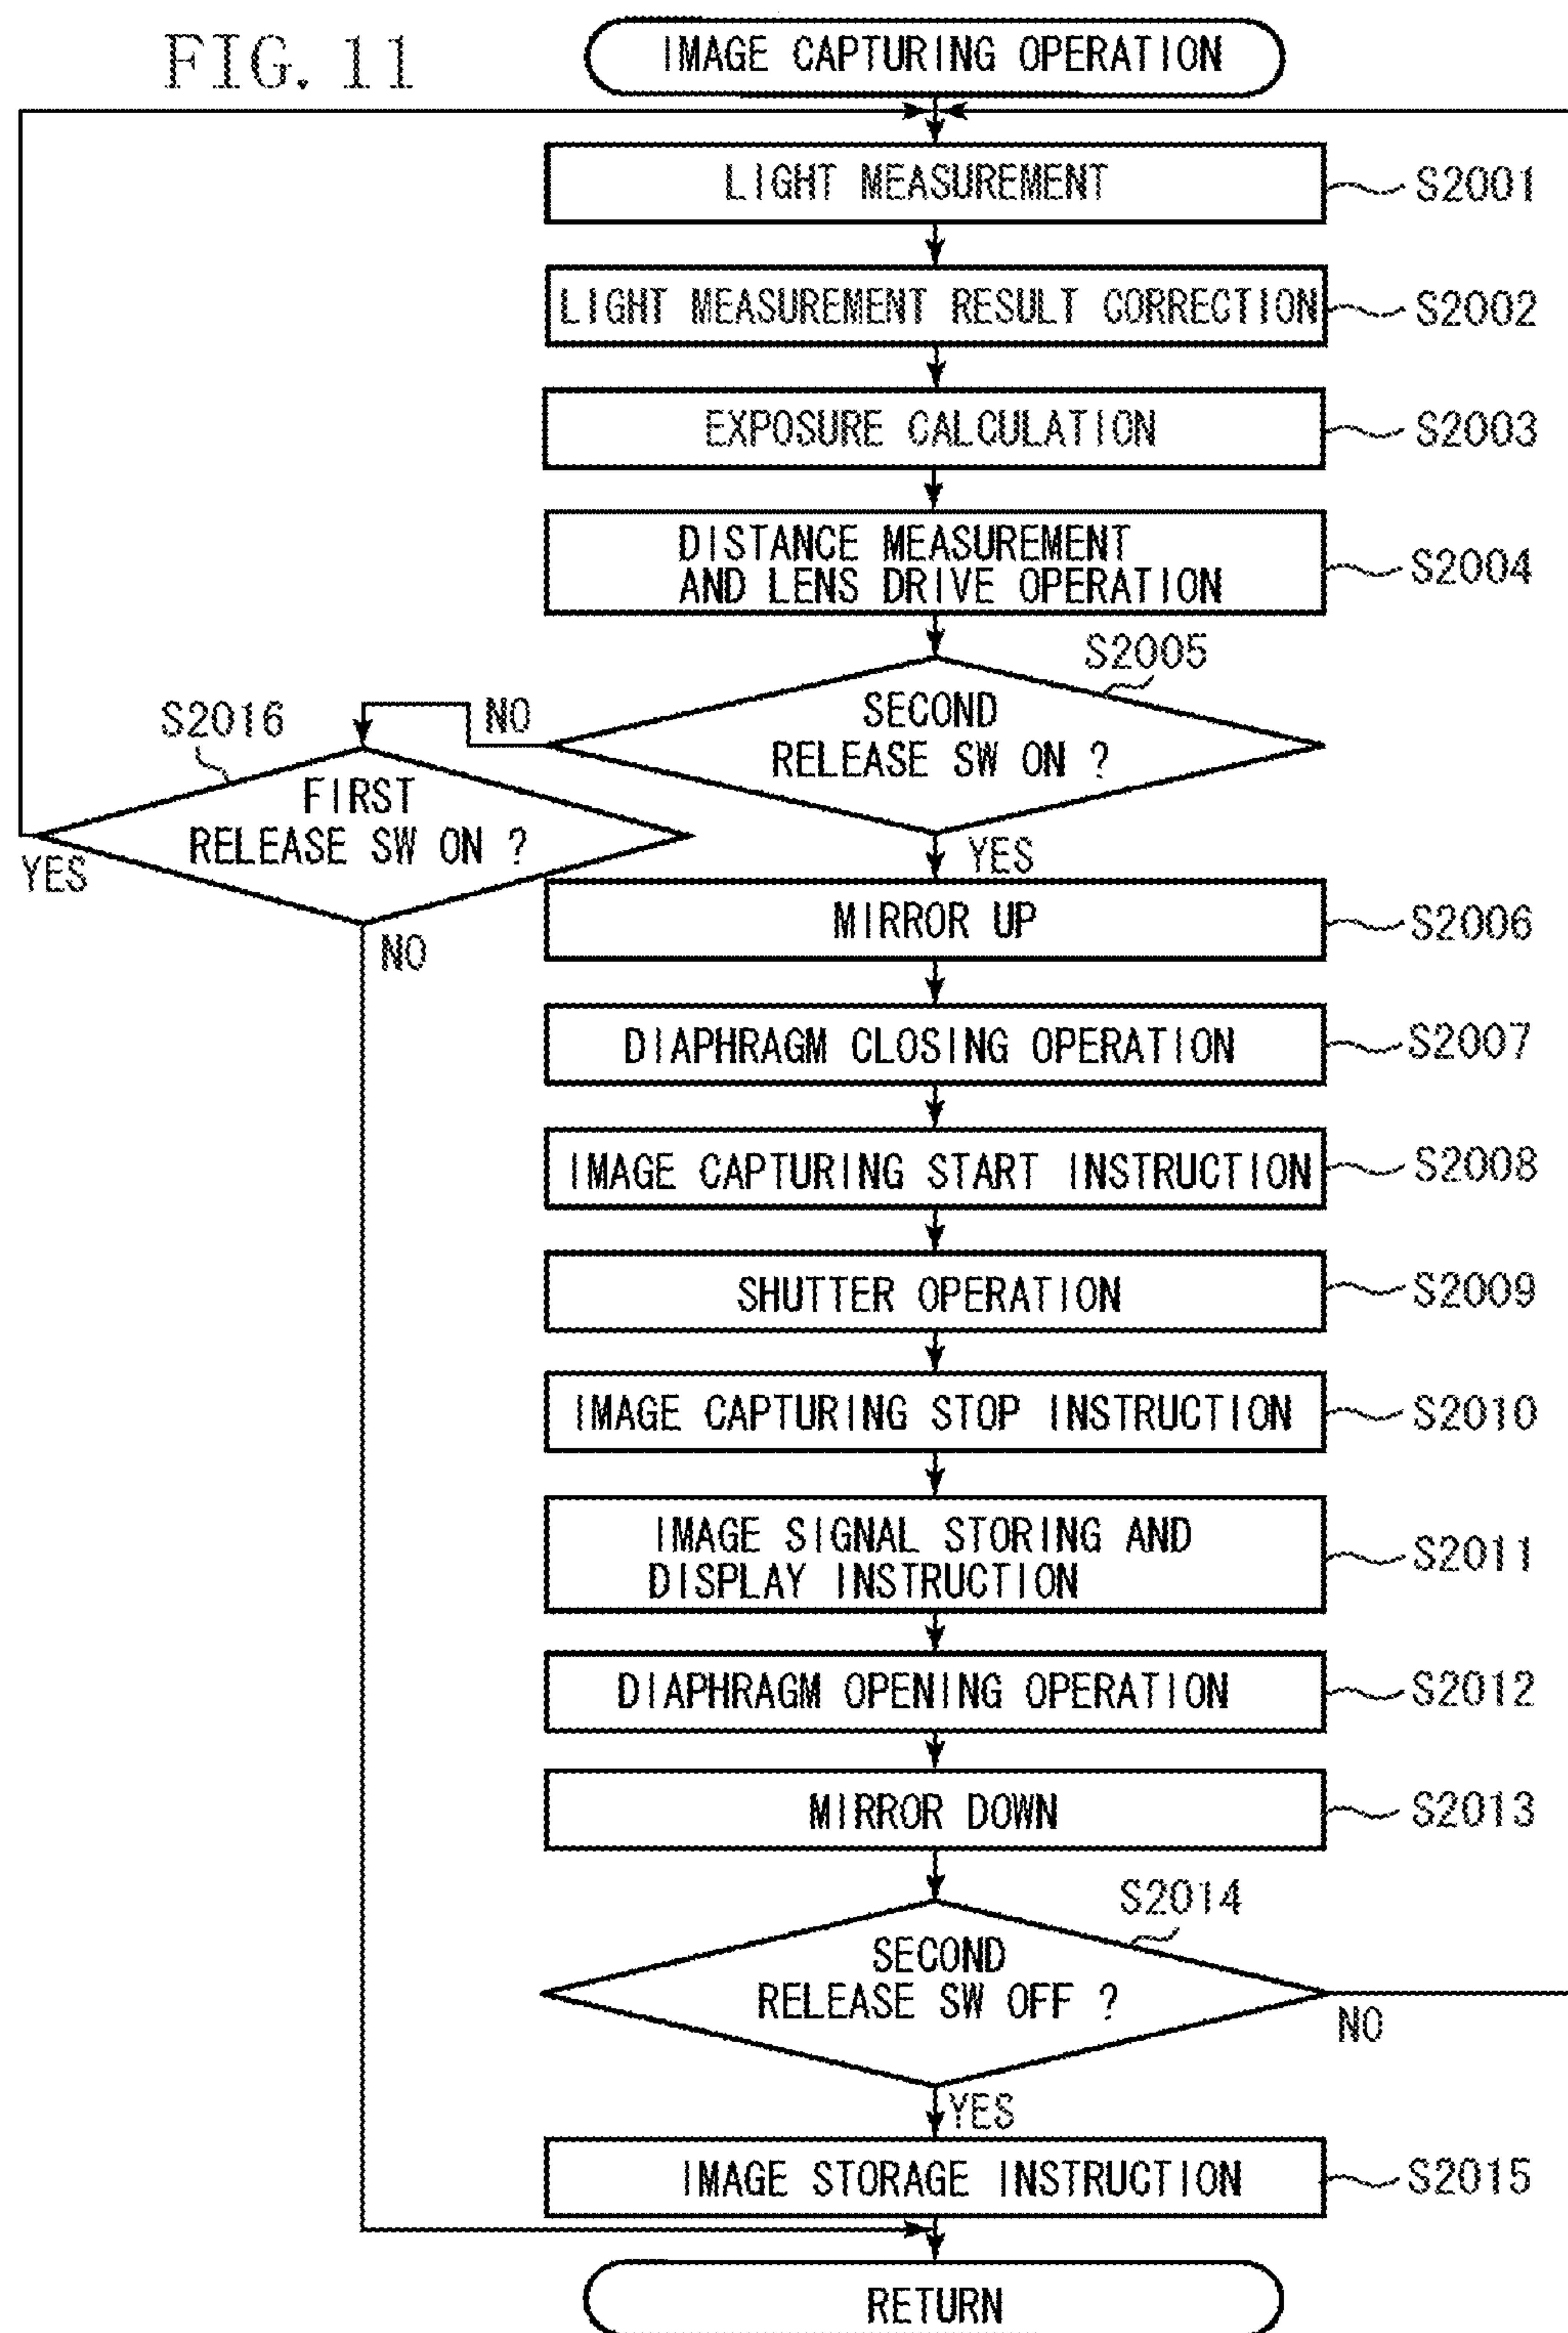 FIG. 11
IMAGE CAPTURING OPERATION
LIGHT MEASUREMENT
S2001
LIGHT MEASUREMENT RESULT CORRECTION
S2002
EXPOSURE CALCULATION
S2003
DISTANCE MEASUREMENT
AND LENS DRIVE OPERATION
S2004
S2005
SECOND
RELEASE SW ON ?
NO
S2016
FIRST
RELEASE SW ON ?
YES
YES
NO
MIRROR UP
S2006
DIAPHRAGM CLOSING OPERATION
S2007
IMAGE CAPTURING START INSTRUCTION
S2008
SHUTTER OPERATION
S2009
IMAGE CAPTURING STOP INSTRUCTION
S2010
IMAGE SIGNAL STORING AND
DISPLAY INSTRUCTION
S2011
DIAPHRAGM OPENING OPERATION
S2012
MIRROR DOWN
S2013
S2014
SECOND
RELEASE SW OFF ?
NO
YES
IMAGE STORAGE INSTRUCTION
S2015
RETURN